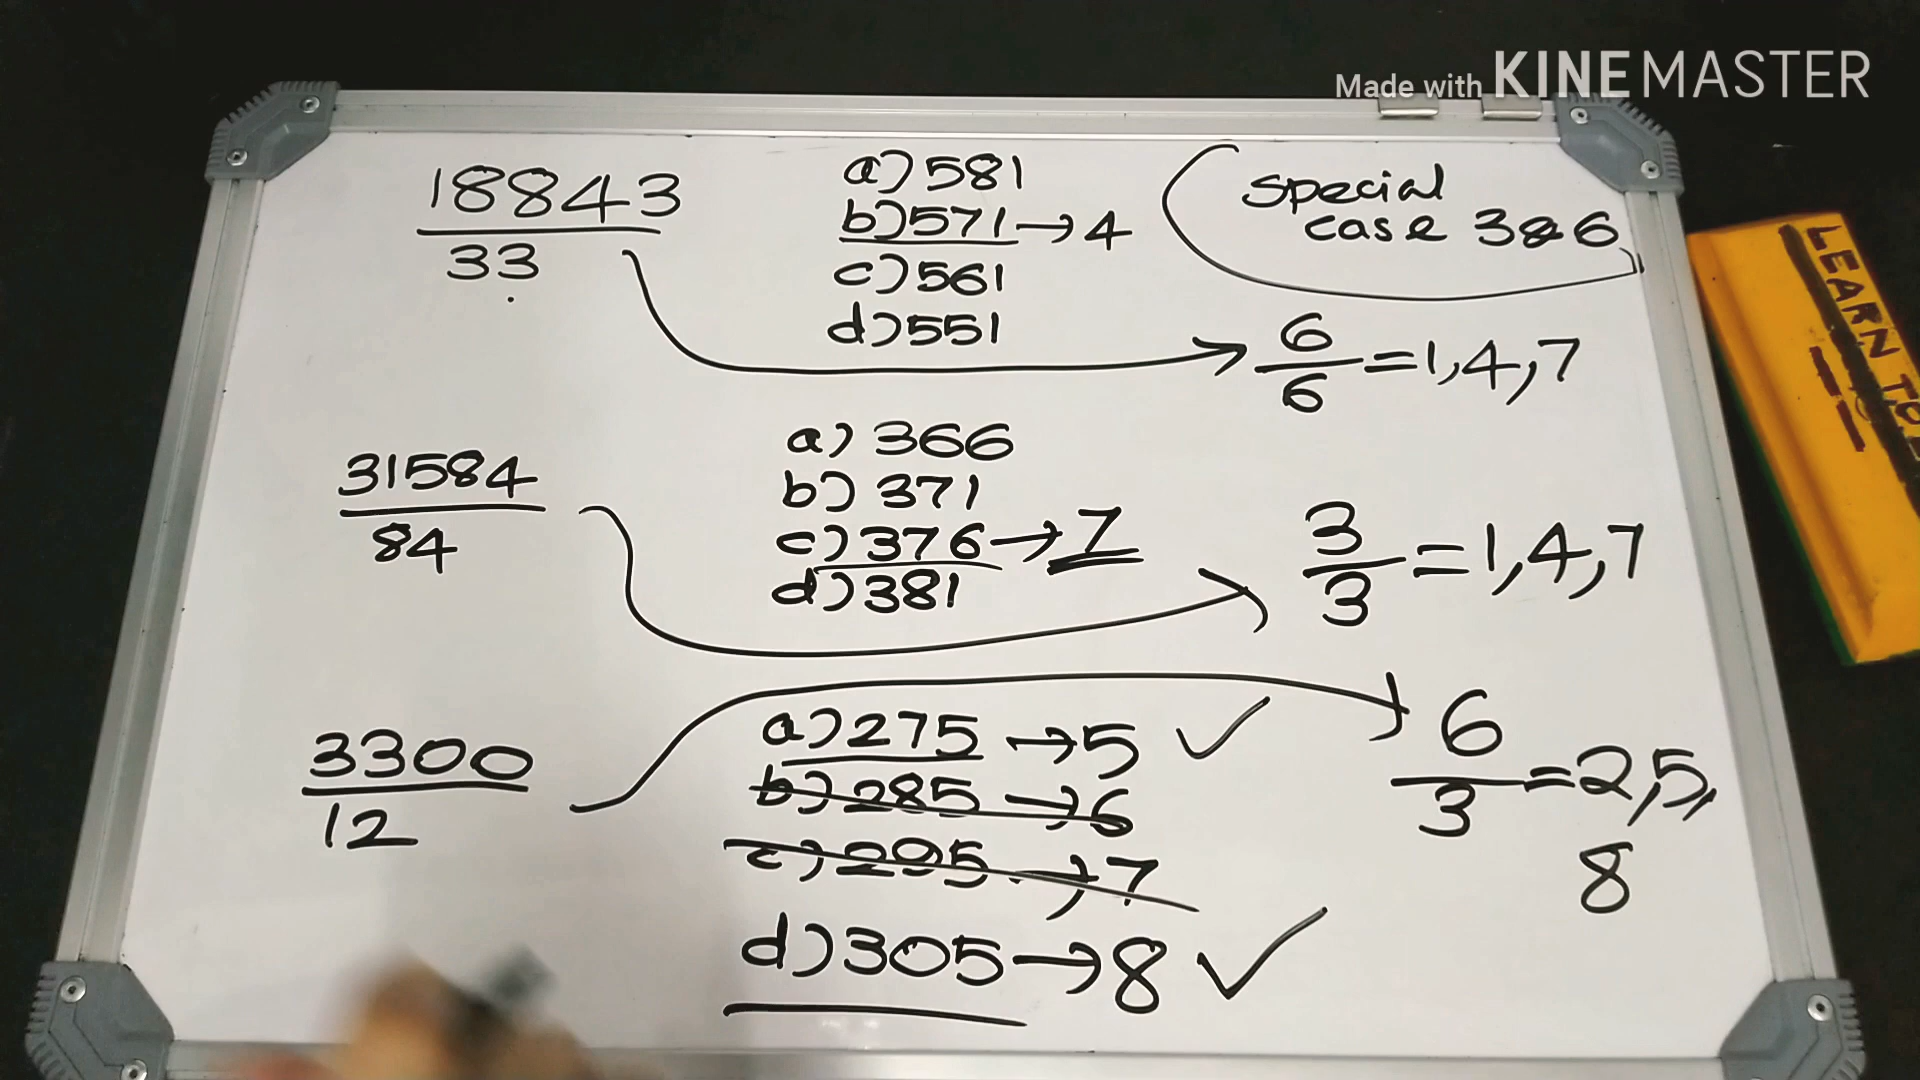 Made with KINEMASTER
18843
33
a) 581
b) 571 → 4
c) 561
d) 551
Special
case 3 & 6
6
6
= 1, 4, 7
31584
84
a) 366
b) 371
c) 376 → 7
d) 381
3
3
= 1, 4, 7
3300
12
a) 275 → 5 ✓
b) 285 → 6
c) 295 → 7
d) 305 → 8 ✓
6
3
= 2, 5,
8
LEARN TO